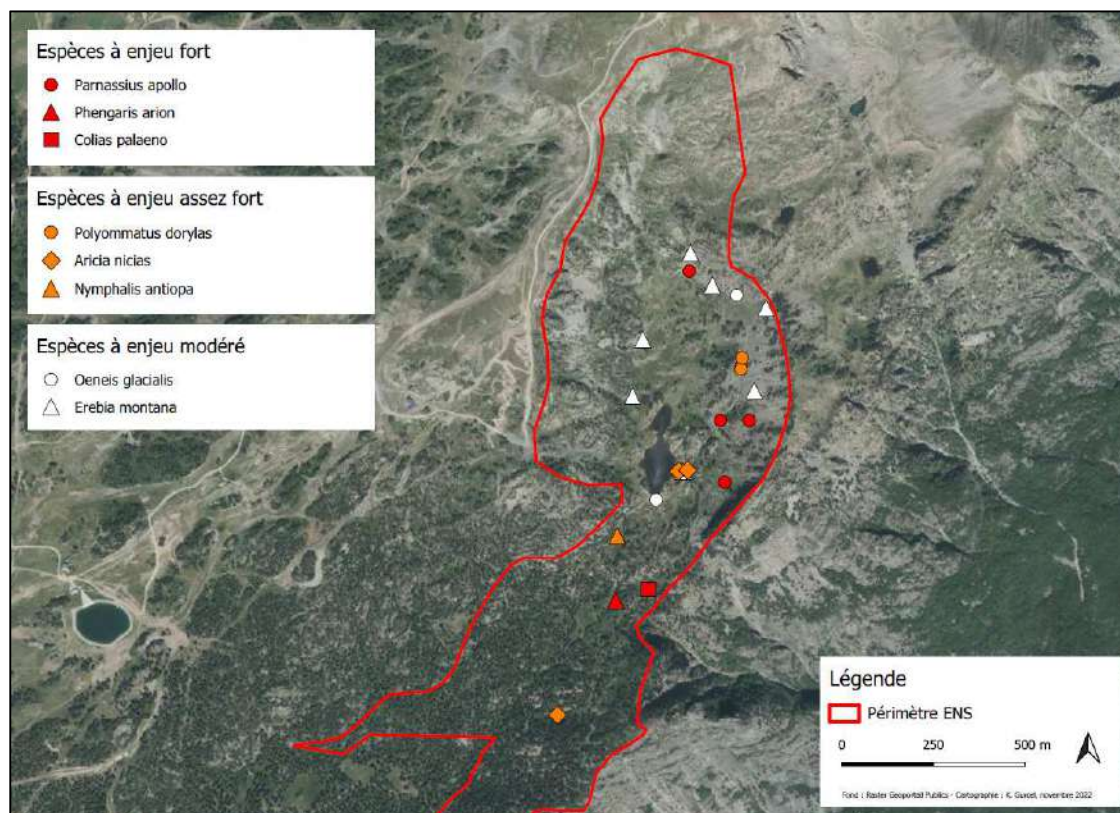 Espèces à enjeu fort
Parnassius apollo
Phengaris arion
Colias palaeno
Espèces à enjeu assez fort
Polyommatus dorylas
Aricia nicias
Nymphalis antiopa
Espèces à enjeu modéré
Oeneis glacialis
Erebia montana
Légende
Périmètre ENS
0 250 500 m
Fond : Raster Geoportail Publics - Cartographie : K. Gurcel, novembre 2022